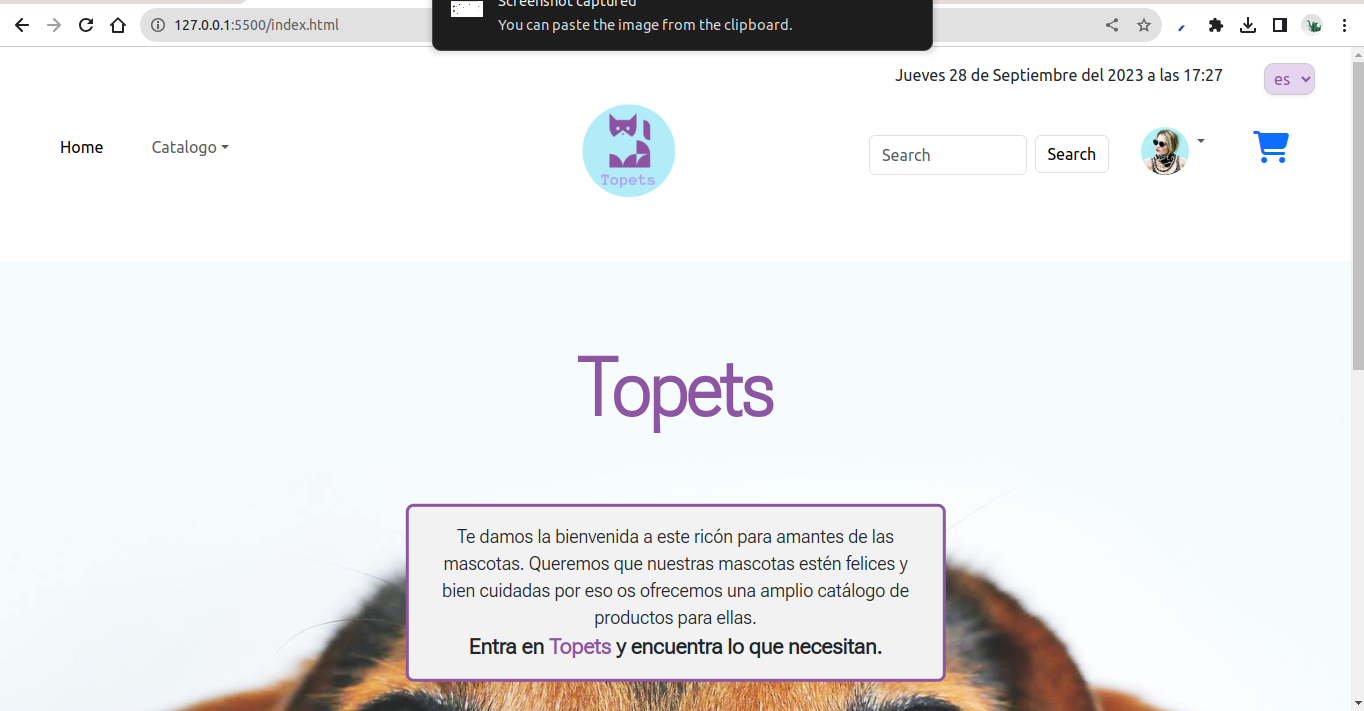 Screenshot captured
You can paste the image from the clipboard.
127.0.0.1:5500/index.html
Jueves 28 de Septiembre del 2023 a las 17:27
es
Home
Catalogo
Topets
Search
Search
Topets
Te damos la bienvenida a este ricón para amantes de las
mascotas. Queremos que nuestras mascotas estén felices y
bien cuidadas por eso os ofrecemos una amplio catálogo de
productos para ellas.
Entra en Topets y encuentra lo que necesitan.